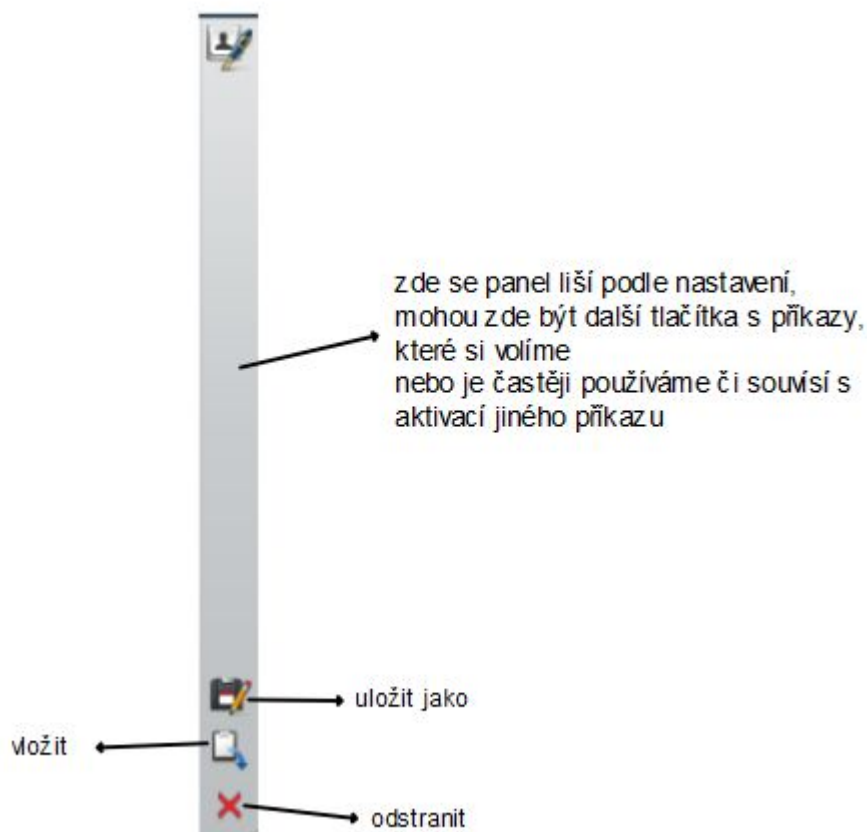 zde se panel liší podle nastavení,
mohou zde být další tlačítka s příkazy,
které si volíme
nebo je častěji používáme či souvisí s
aktivací jiného příkazu
uložit jako
vložit
odstranit